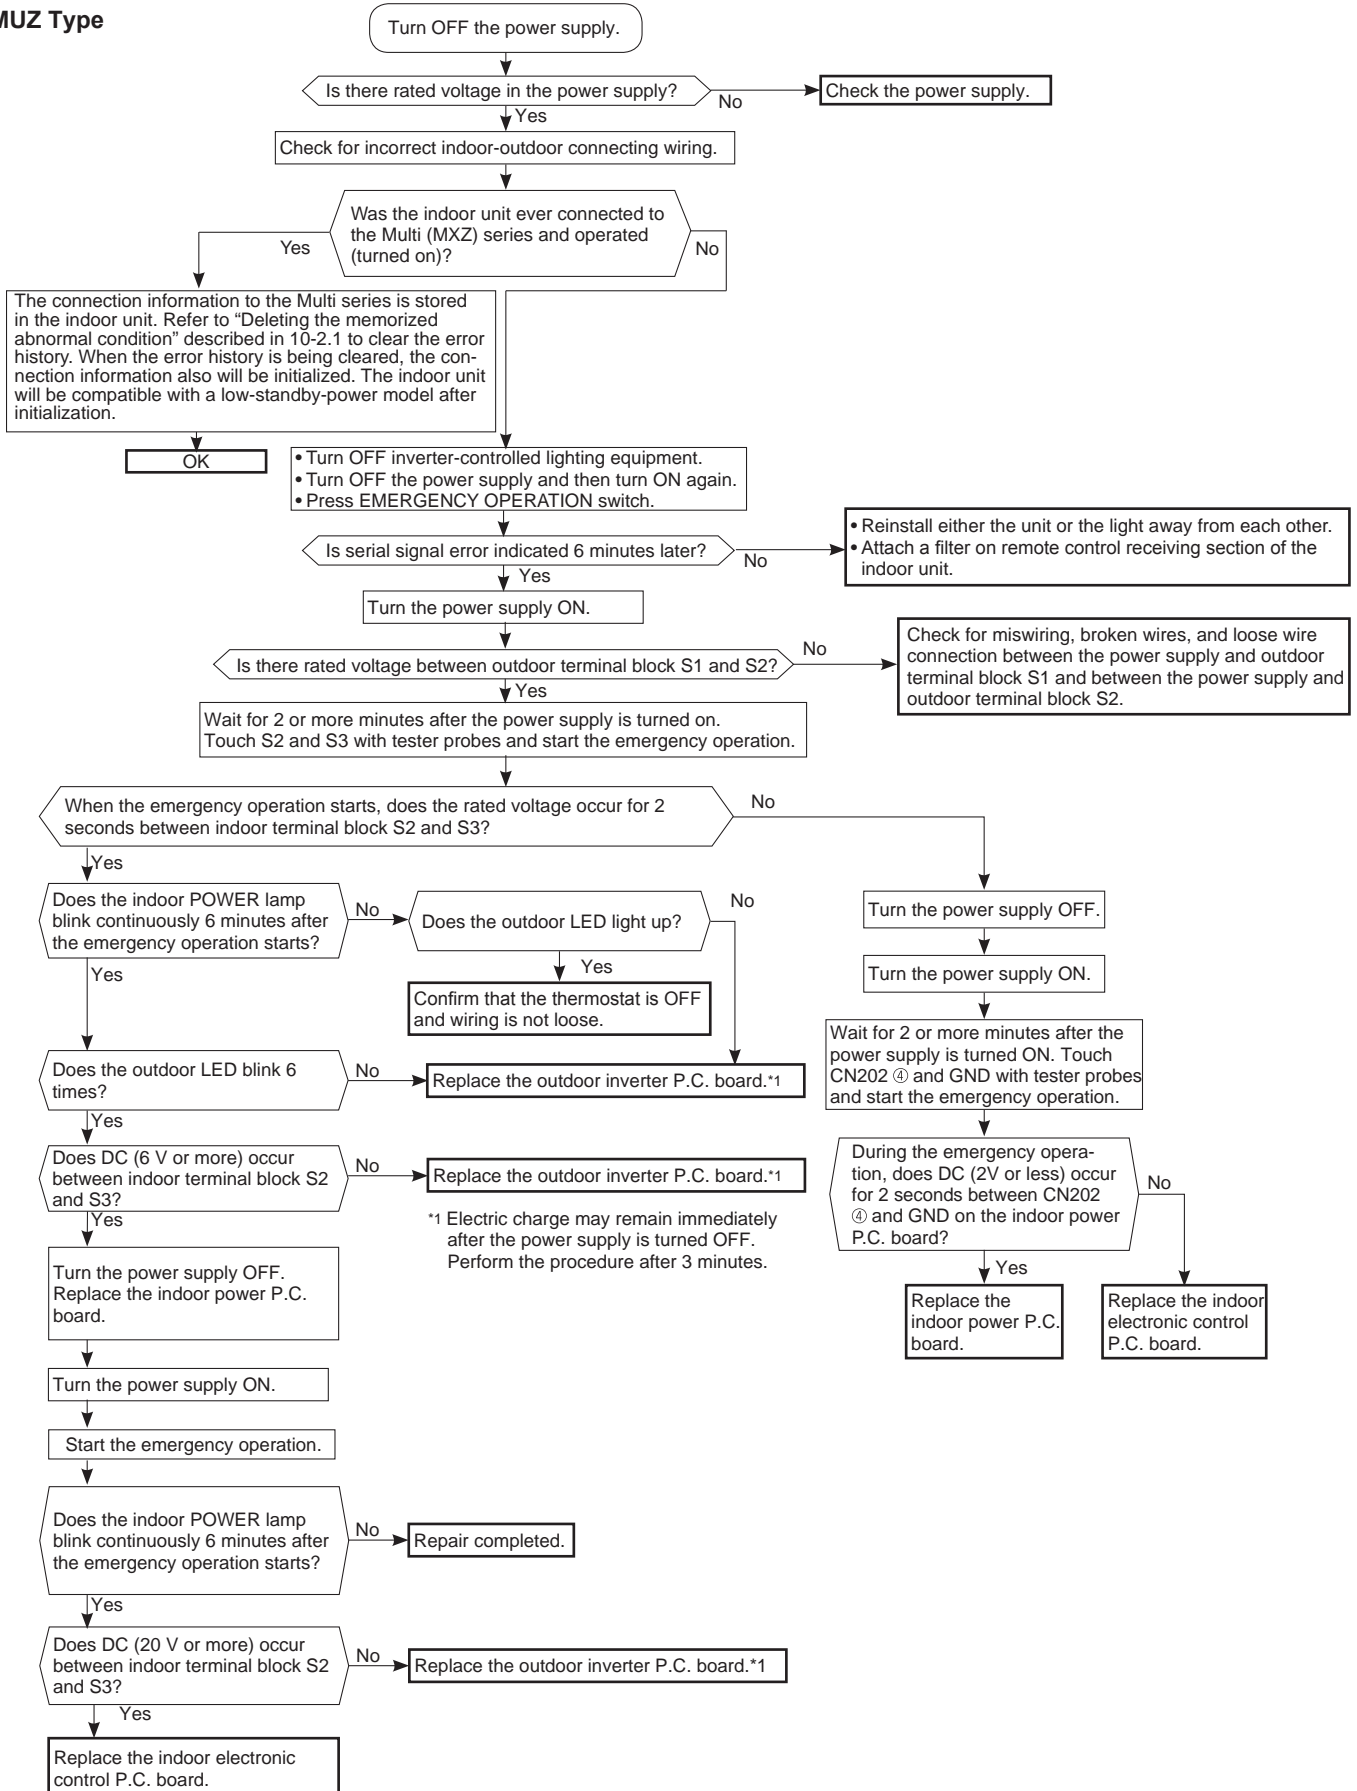 MUZ Type
Turn OFF the power supply.
Is there rated voltage in the power supply?
No
Check the power supply.
Yes
Check for incorrect indoor-outdoor connecting wiring.
Was the indoor unit ever connected to
the Multi (MXZ) series and operated
(turned on)?
Yes
No
The connection information to the Multi series is stored
in the indoor unit. Refer to “Deleting the memorized
abnormal condition” described in 10-2.1 to clear the error
history. When the error history is being cleared, the con-
nection information also will be initialized. The indoor unit
will be compatible with a low-standby-power model after
initialization.
OK
• Turn OFF inverter-controlled lighting equipment.
• Turn OFF the power supply and then turn ON again.
• Press EMERGENCY OPERATION switch.
Is serial signal error indicated 6 minutes later?
No
• Reinstall either the unit or the light away from each other.
• Attach a filter on remote control receiving section of the
indoor unit.
Yes
Turn the power supply ON.
Is there rated voltage between outdoor terminal block S1 and S2?
No
Check for miswiring, broken wires, and loose wire
connection between the power supply and outdoor
terminal block S1 and between the power supply and
outdoor terminal block S2.
Yes
Wait for 2 or more minutes after the power supply is turned on.
Touch S2 and S3 with tester probes and start the emergency operation.
When the emergency operation starts, does the rated voltage occur for 2
seconds between indoor terminal block S2 and S3?
No
Yes
Does the indoor POWER lamp
blink continuously 6 minutes after
the emergency operation starts?
No
Does the outdoor LED light up?
No
Yes
Confirm that the thermostat is OFF
and wiring is not loose.
Yes
Does the outdoor LED blink 6
times?
No
Replace the outdoor inverter P.C. board.*1
Yes
Does DC (6 V or more) occur
between indoor terminal block S2
and S3?
No
Replace the outdoor inverter P.C. board.*1
*1 Electric charge may remain immediately
after the power supply is turned OFF.
Perform the procedure after 3 minutes.
Yes
Turn the power supply OFF.
Replace the indoor power P.C.
board.
Turn the power supply ON.
Start the emergency operation.
Does the indoor POWER lamp
blink continuously 6 minutes after
the emergency operation starts?
No
Repair completed.
Yes
Does DC (20 V or more) occur
between indoor terminal block S2
and S3?
No
Replace the outdoor inverter P.C. board.*1
Yes
Replace the indoor electronic
control P.C. board.
Turn the power supply OFF.
Turn the power supply ON.
Wait for 2 or more minutes after the
power supply is turned ON. Touch
CN202 ④ and GND with tester probes
and start the emergency operation.
During the emergency opera-
tion, does DC (2V or less) occur
for 2 seconds between CN202
④ and GND on the indoor power
P.C. board?
No
Yes
Replace the
indoor power P.C.
board.
Replace the indoor
electronic control
P.C. board.